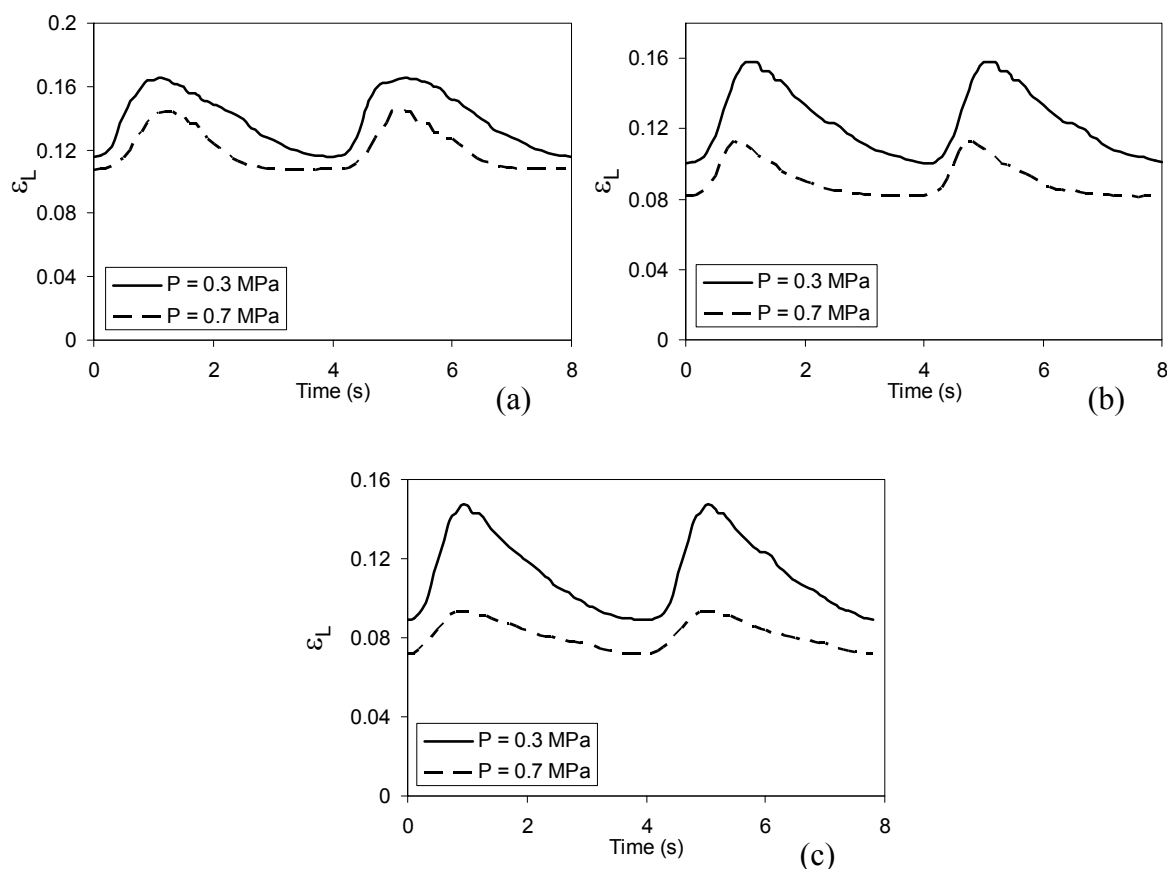 0.2
0.16
0.12
0.08
0.04
0
εL
P = 0.3 MPa
P = 0.7 MPa
0 2 4 6 8
Time (s)
(a)
0.16
0.12
0.08
0.04
0
εL
P = 0.3 MPa
P = 0.7 MPa
0 2 4 6 8
Time (s)
(b)
0.16
0.12
0.08
0.04
0
εL
P = 0.3 MPa
P = 0.7 MPa
0 2 4 6 8
Time (s)
(c)